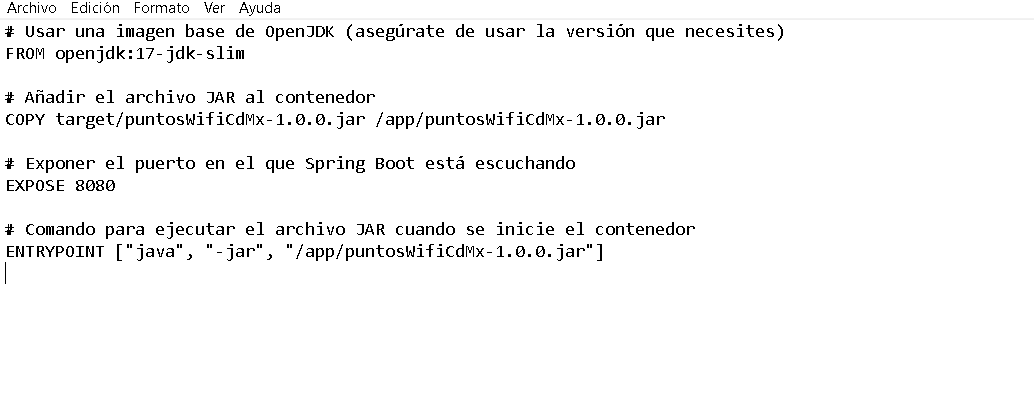 Archivo Edición Formato Ver Ayuda
# Usar una imagen base de OpenJDK (asegúrate de usar la versión que necesites)
FROM openjdk:17-jdk-slim
# Añadir el archivo JAR al contenedor
COPY target/puntosWifiCdMx-1.0.0.jar /app/puntosWifiCdMx-1.0.0.jar
# Exponer el puerto en el que Spring Boot está escuchando
EXPOSE 8080
# Comando para ejecutar el archivo JAR cuando se inicie el contenedor
ENTRYPOINT ["java", "-jar", "/app/puntosWifiCdMx-1.0.0.jar"]